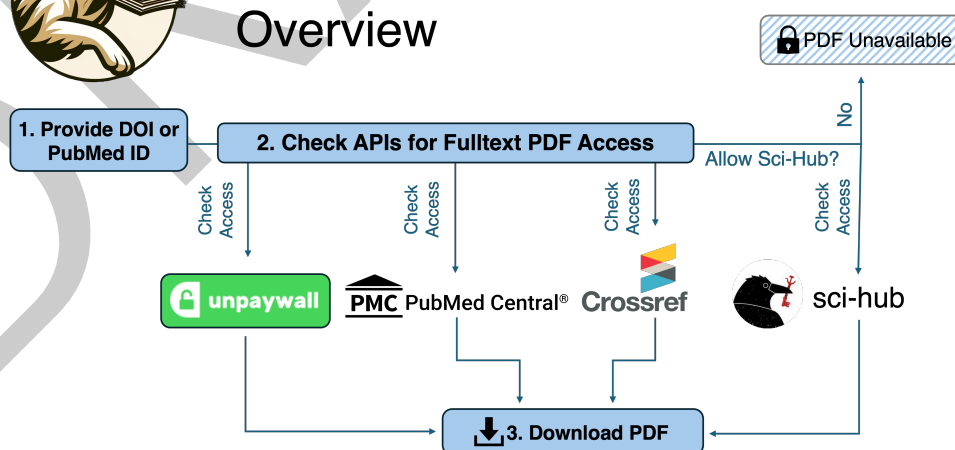 Overview
PDF Unavailable
1. Provide DOI or
PubMed ID
2. Check APIs for Fulltext PDF Access
No
Allow Sci-Hub?
Check
Access
Check
Access
Check
Access
Check
Access
unpaywall
PMC PubMed Central®
Crossref
sci-hub
3. Download PDF